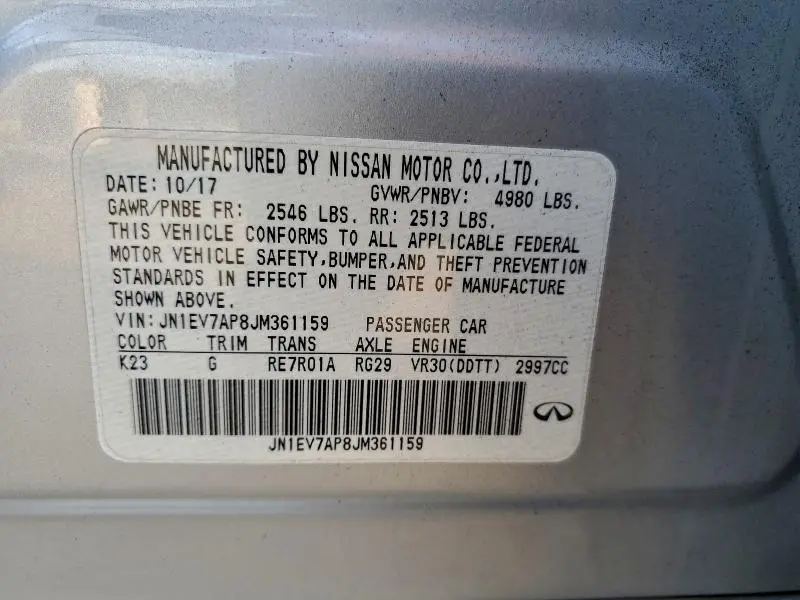 MANUFACTURED BY NISSAN MOTOR CO.,LTD.
DATE: 10/17 GVWR/PNBV: 4980 LBS.
GAWR/PNBE FR: 2546 LBS. RR: 2513 LBS.
THIS VEHICLE CONFORMS TO ALL APPLICABLE FEDERAL
MOTOR VEHICLE SAFETY,BUMPER,AND THEFT PREVENTION
STANDARDS IN EFFECT ON THE DATE OF MANUFACTURE
SHOWN ABOVE.
VIN:JN1EV7AP8JM361159 PASSENGER CAR
COLOR TRIM TRANS AXLE ENGINE
K23 G RE7R01A RG29 VR30(DDTT) 2997CC
JN1EV7AP8JM361159